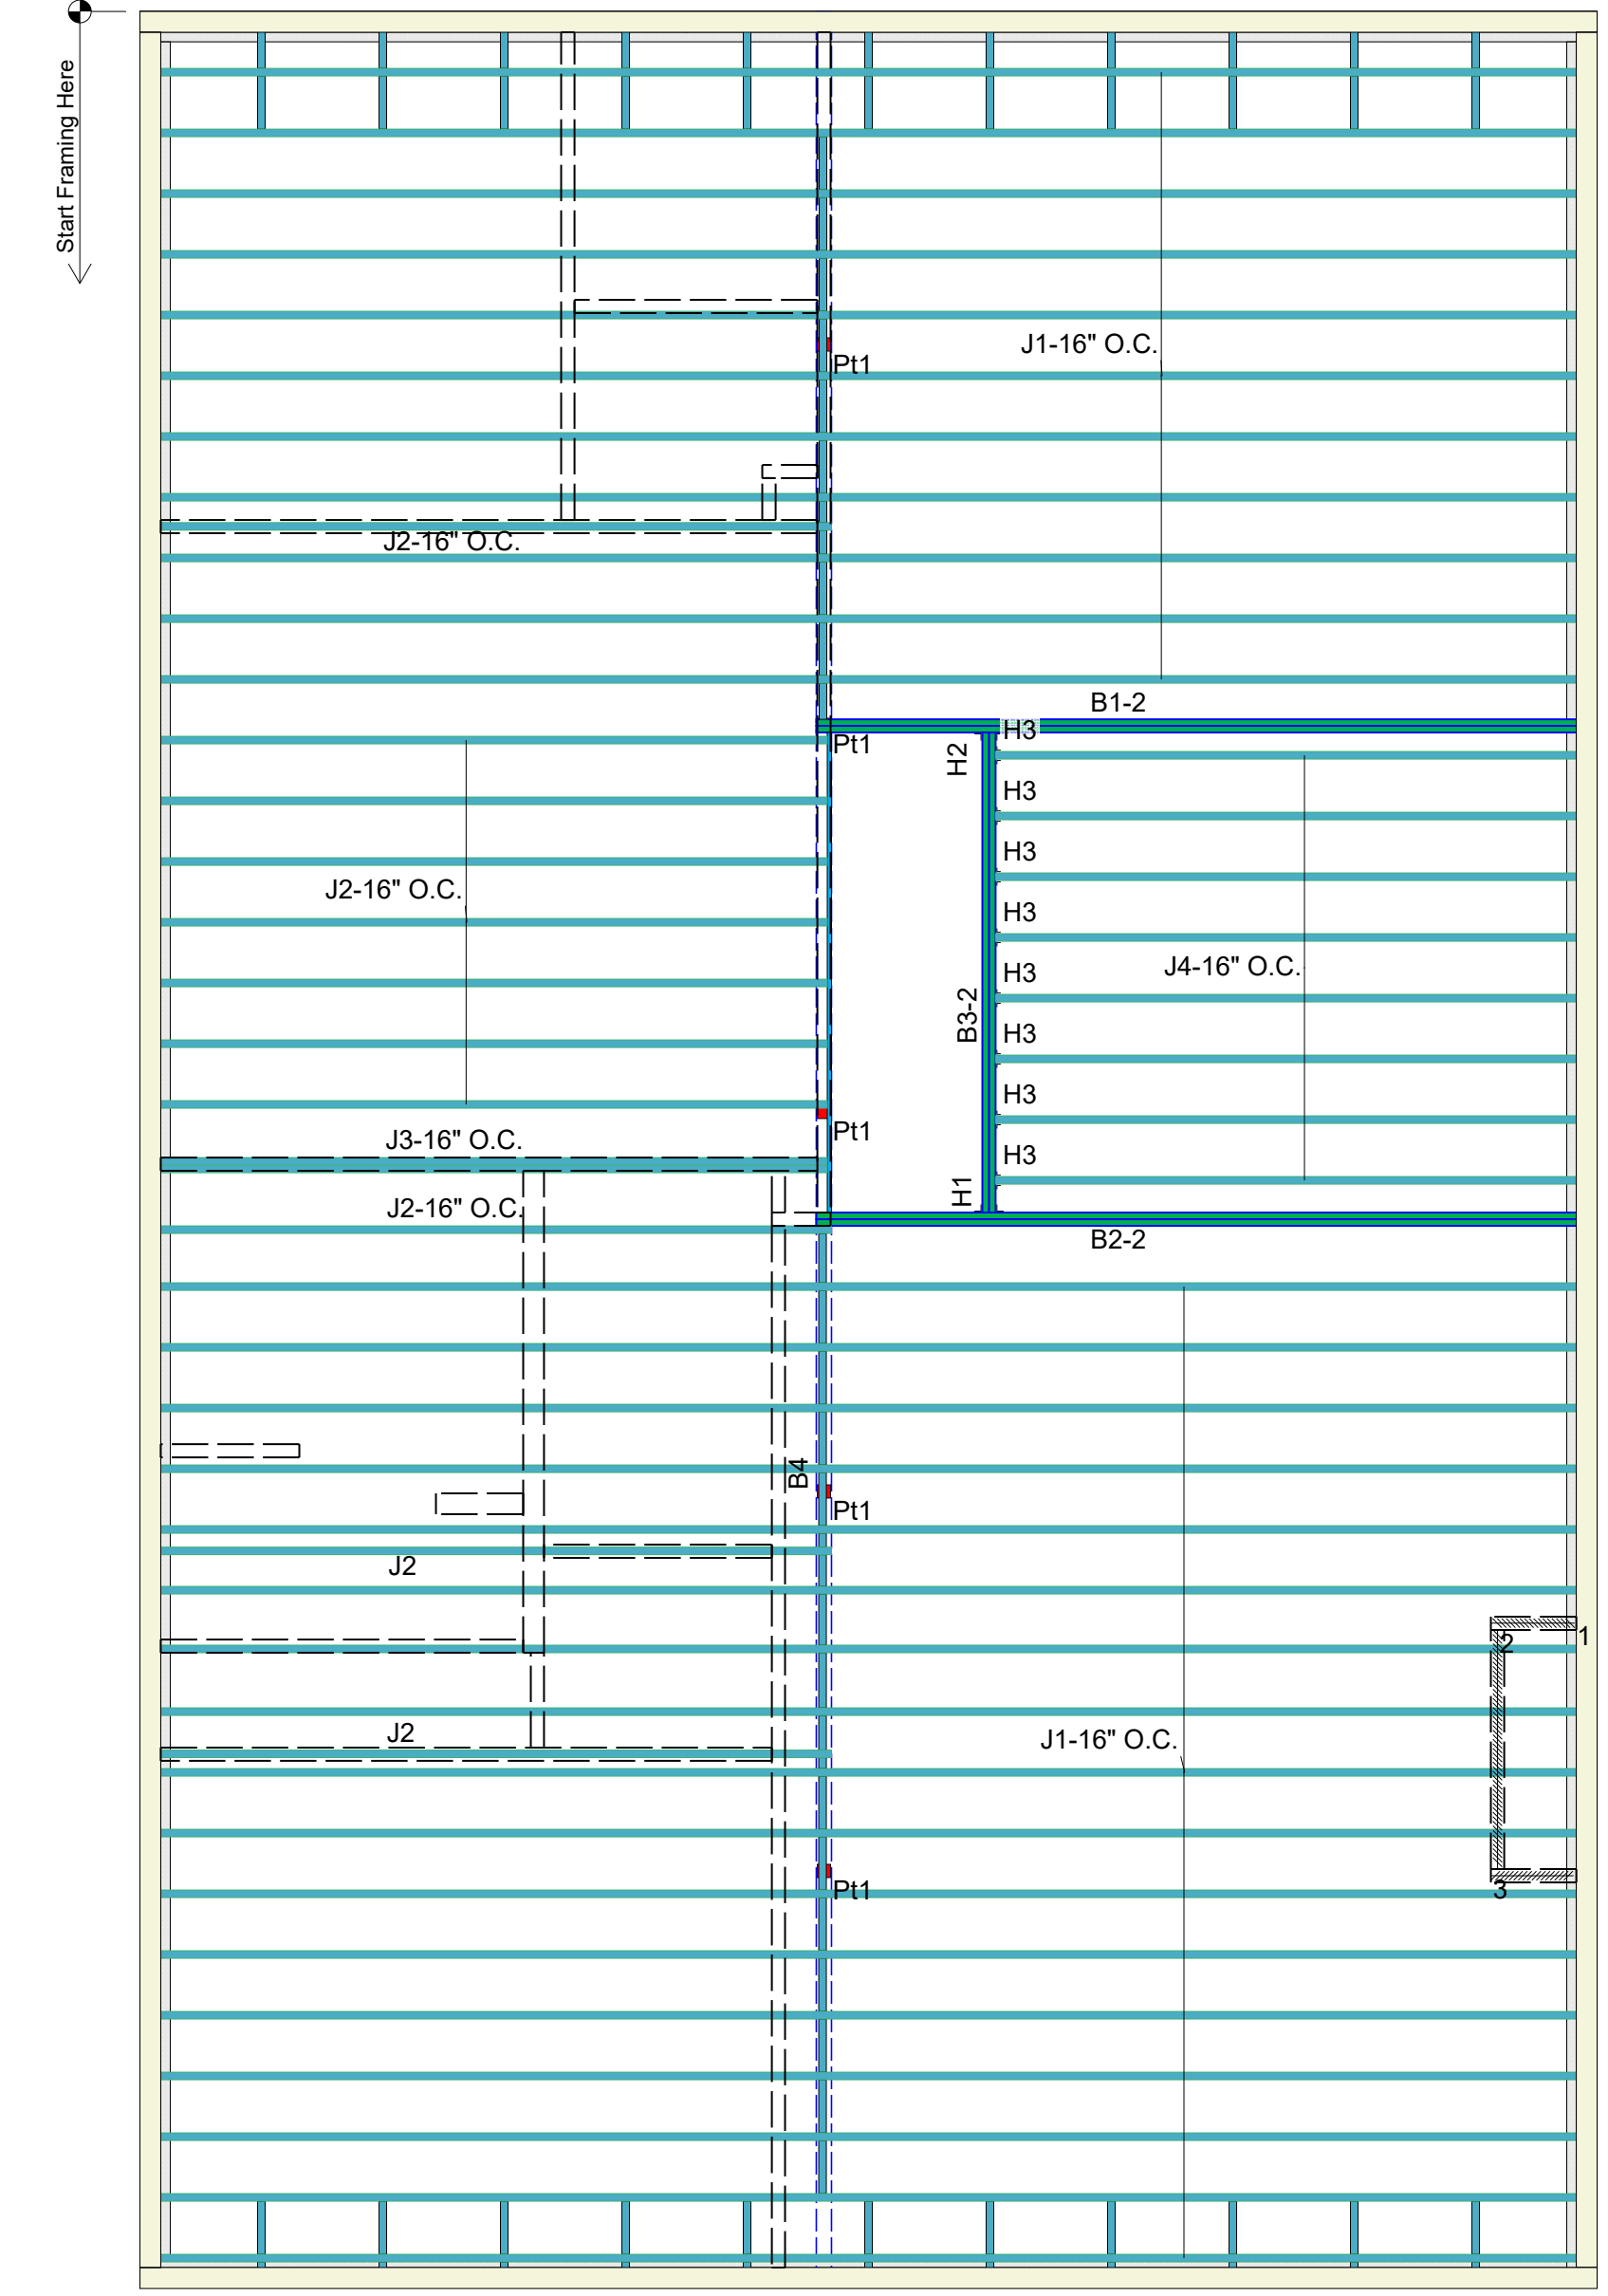 Start Framing Here
J1-16" O.C.
Pt1
J2-16" O.C.
B1-2
H3
Pt1
H2
H3
H3
J2-16" O.C.
H3
J4-16" O.C.
H3
B3-2
H3
H3
Pt1
J3-16" O.C.
H3
H1
J2-16" O.C.
B2-2
B4
Pt1
J2
1
2
J2
J1-16" O.C.
3
Pt1